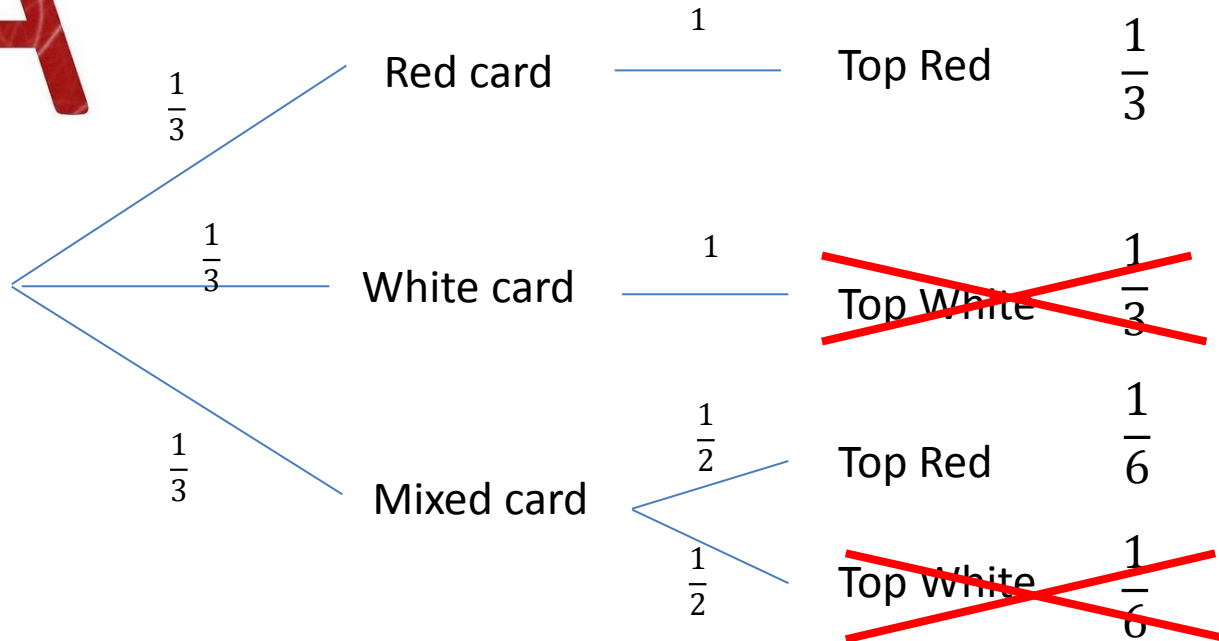 1/3 Red card 1 Top Red 1/3
1/3 White card 1 Top White 1/3
1/3 Mixed card 1/2 Top Red 1/6
1/2 Top White 1/6